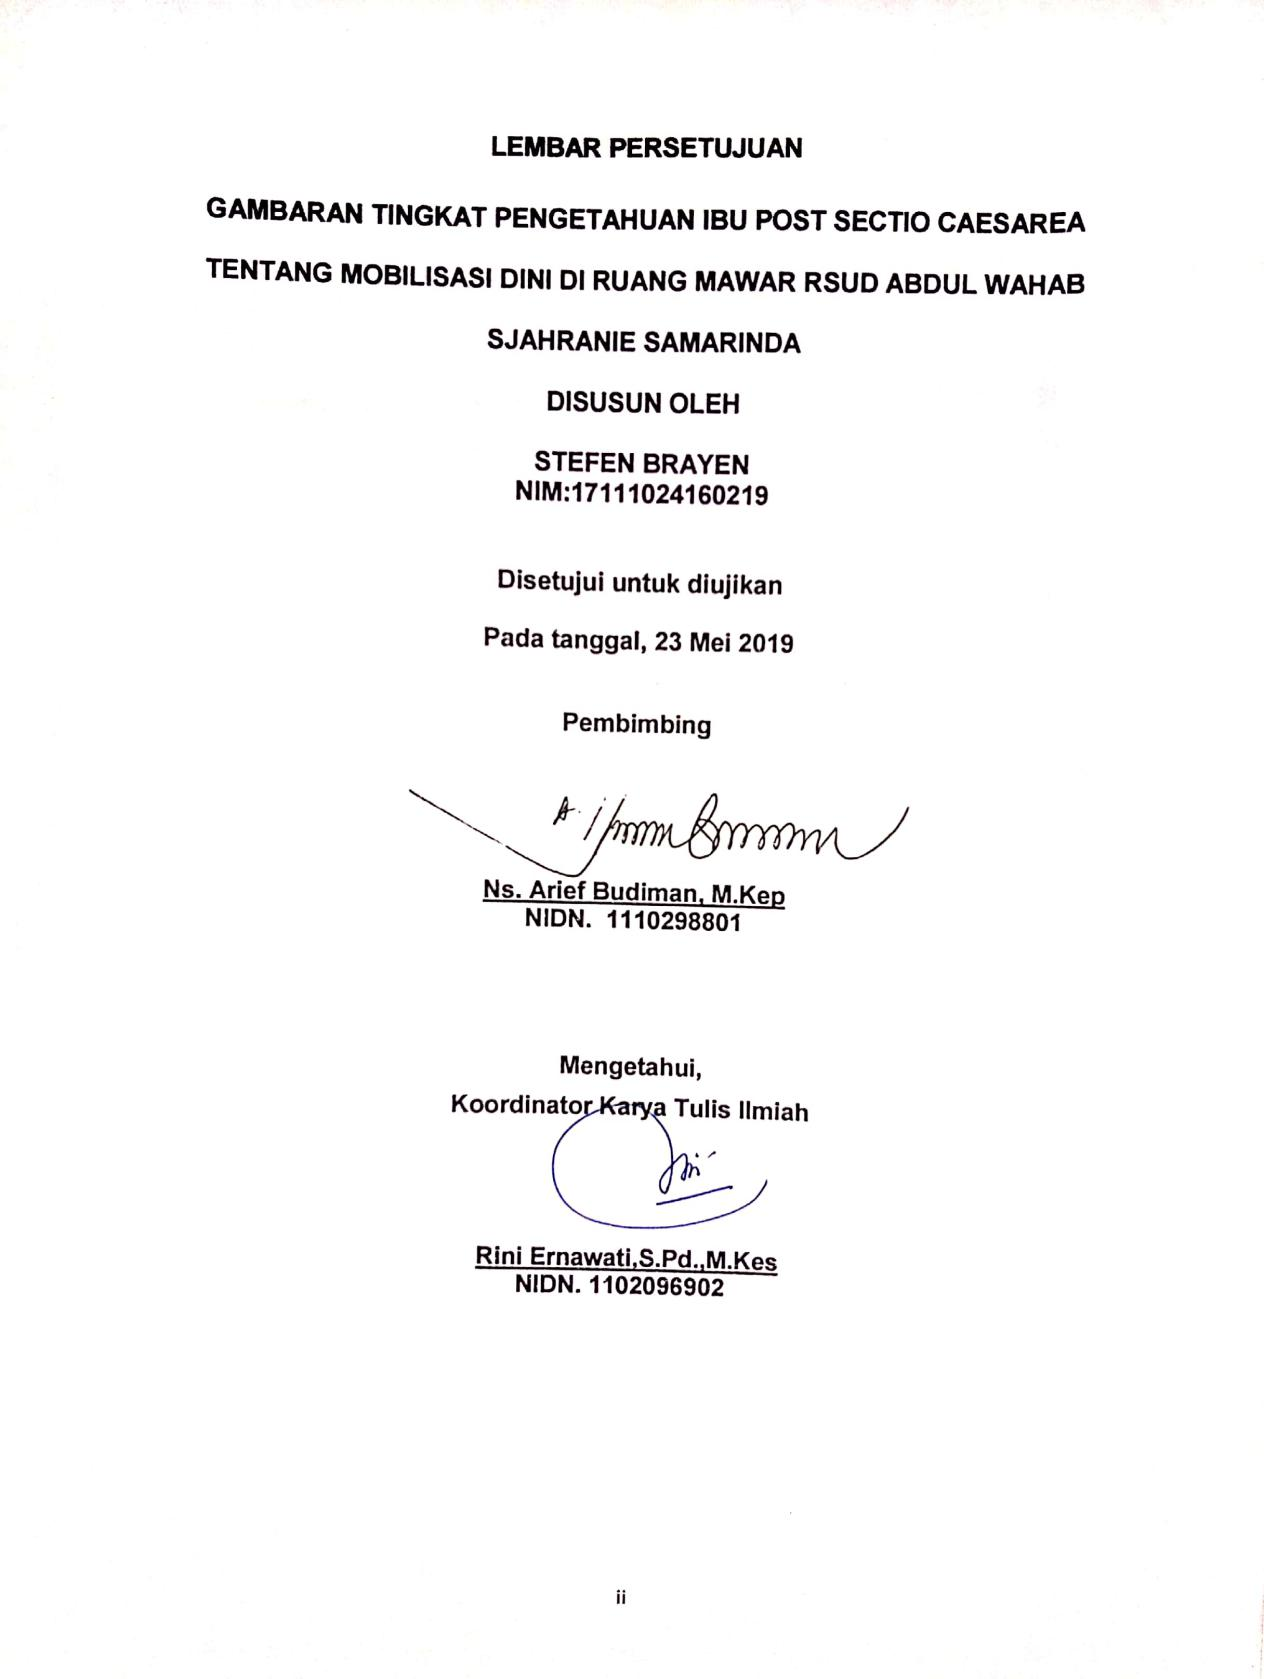 LEMBAR PERSETUJUAN
GAMBARAN TINGKAT PENGETAHUAN IBU POST SECTIO CAESAREA
TENTANG MOBILISASI DINI DI RUANG MAWAR RSUD ABDUL WAHAB
SJAHRANIE SAMARINDA
DISUSUN OLEH
STEFEN BRAYEN
NIM:17111024160219
Disetujui untuk diujikan
Pada tanggal, 23 Mei 2019
Pembimbing
Ns. Arief Budiman, M.Kep
NIDN. 1110298801
Mengetahui,
Koordinator Karya Tulis Ilmiah
Rini Ernawati,S.Pd.,M.Kes
NIDN. 1102096902
ii